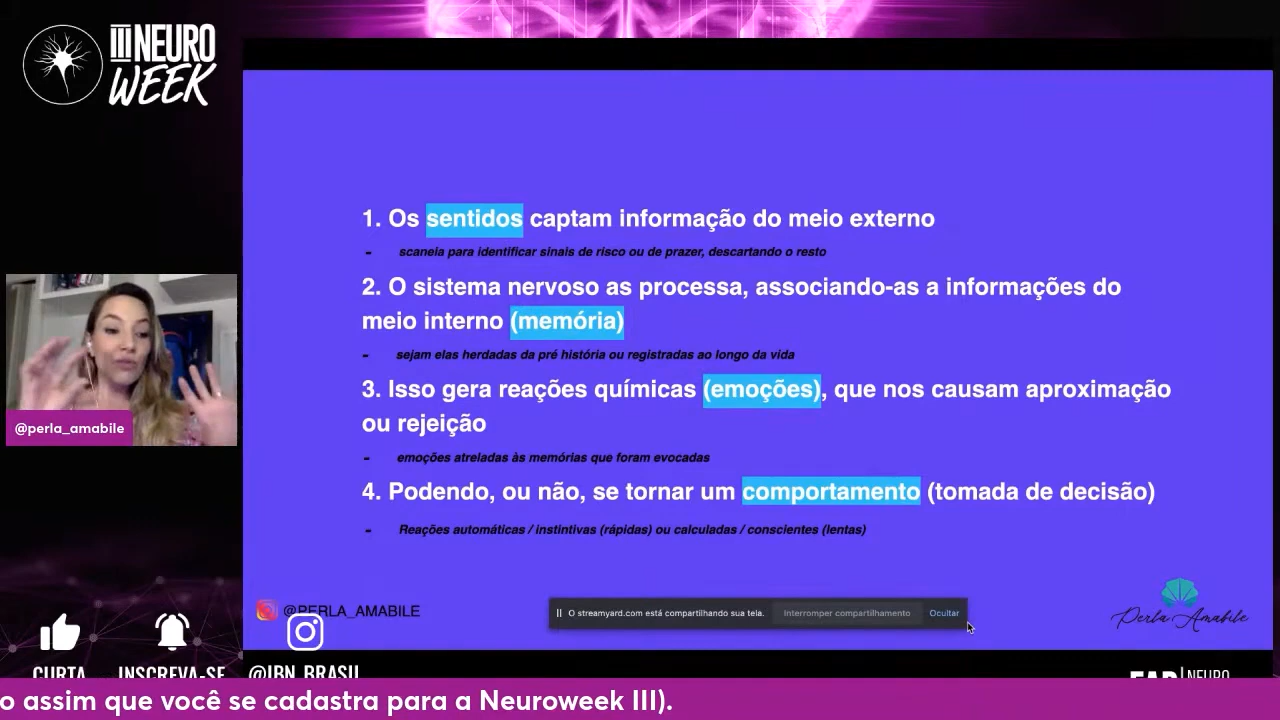 III NEURO
WEEK
1. Os sentidos captam informação do meio externo
- scaneia para identificar sinais de risco ou de prazer, descartando o resto
2. O sistema nervoso as processa, associando-as a informações do
meio interno (memória)
- sejam elas herdadas da pré história ou registradas ao longo da vida
3. Isso gera reações químicas (emoções), que nos causam aproximação
ou rejeição
- emoções atreladas às memórias que foram evocadas
4. Podendo, ou não, se tornar um comportamento (tomada de decisão)
- Reações automáticas / instintivas (rápidas) ou calculadas / conscientes (lentas)
@perla_amabile
@PERLA_AMABILE
O streamyard.com está compartilhando sua tela. Interromper compartilhamento Ocultar
Perla Amabile
CURTA INSCREVA-SE @IBN_BRASIL
NEURO
o assim que você se cadastra para a Neuroweek III).